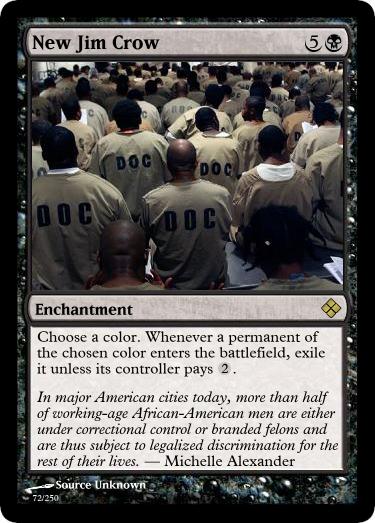 New Jim Crow 5
DOC
DOC
DOC
DOC
DOC
Enchantment
Choose a color. Whenever a permanent of
the chosen color enters the battlefield, exile
it unless its controller pays 2 .
In major American cities today, more than half
of working-age African-American men are either
under correctional control or branded felons and
are thus subject to legalized discrimination for the
rest of their lives. — Michelle Alexander
Source Unknown
72/250